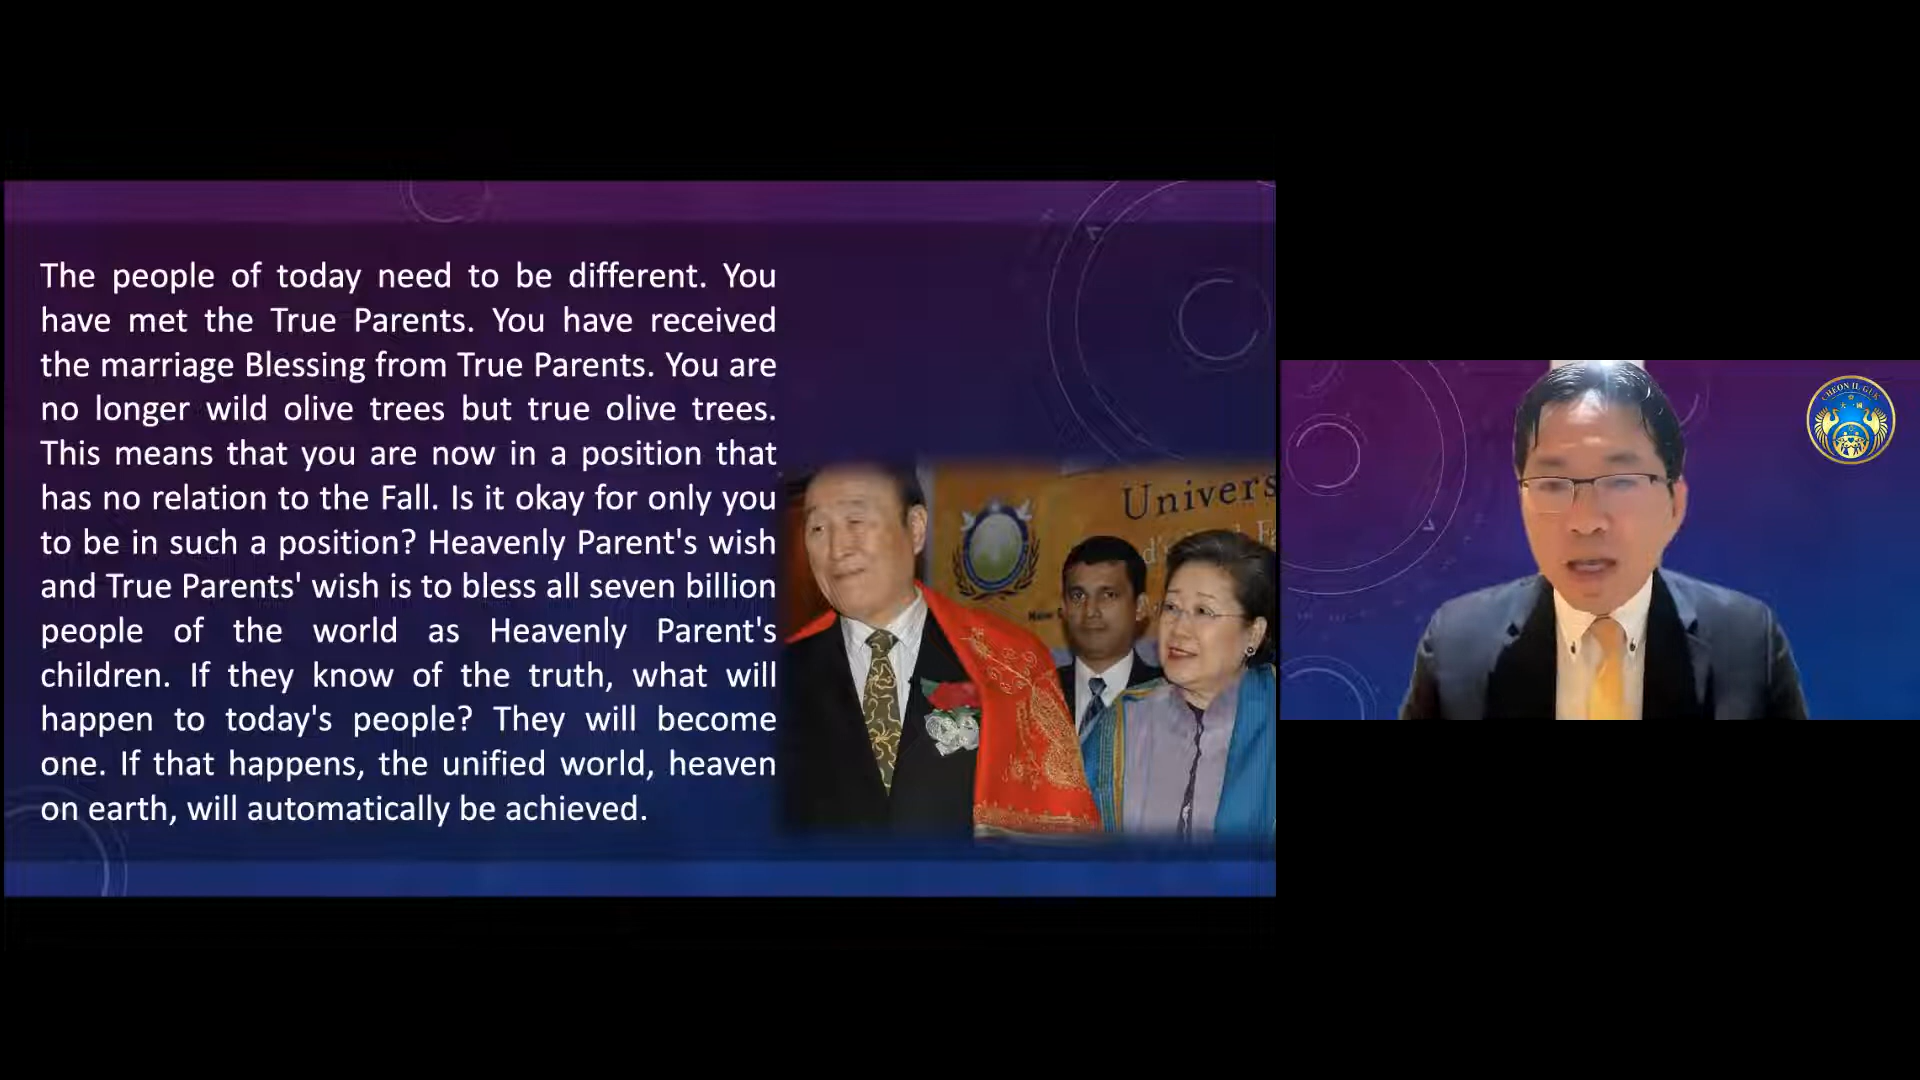 The people of today need to be different. You
have met the True Parents. You have received
the marriage Blessing from True Parents. You are
no longer wild olive trees but true olive trees.
This means that you are now in a position that
has no relation to the Fall. Is it okay for only you
to be in such a position? Heavenly Parent's wish
and True Parents' wish is to bless all seven billion
people of the world as Heavenly Parent's
children. If they know of the truth, what will
happen to today's people? They will become
one. If that happens, the unified world, heaven
on earth, will automatically be achieved.
Univers
CHEON IL GUK